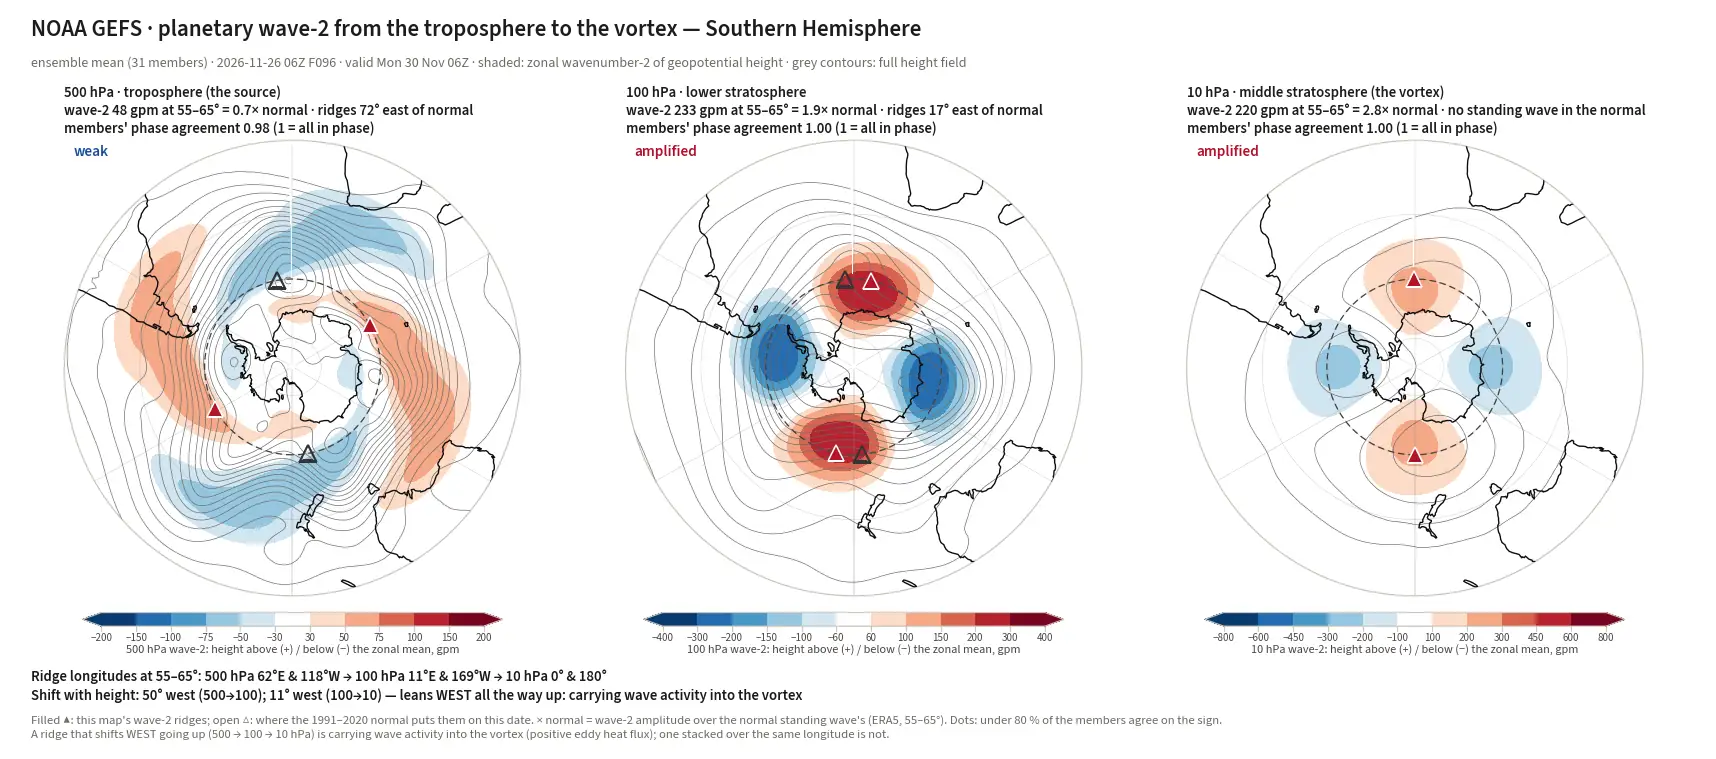 NOAA GEFS · planetary wave-2 from the troposphere to the vortex — Southern Hemisphere
ensemble mean (31 members) · 2026-11-26 06Z F096 · valid Mon 30 Nov 06Z · shaded: zonal wavenumber-2 of geopotential height · grey contours: full height field
500 hPa · troposphere (the source)
wave-2 48 gpm at 55–65° = 0.7× normal · ridges 72° east of normal
members' phase agreement 0.98 (1 = all in phase)
weak
100 hPa · lower stratosphere
wave-2 233 gpm at 55–65° = 1.9× normal · ridges 17° east of normal
members' phase agreement 1.00 (1 = all in phase)
amplified
10 hPa · middle stratosphere (the vortex)
wave-2 220 gpm at 55–65° = 2.8× normal · no standing wave in the normal
members' phase agreement 1.00 (1 = all in phase)
amplified
−200 −150 −100 −75 −50 −30 30 50 75 100 150 200
500 hPa wave-2: height above (+) / below (−) the zonal mean, gpm
−400 −300 −200 −150 −100 −60 60 100 150 200 300 400
100 hPa wave-2: height above (+) / below (−) the zonal mean, gpm
−800 −600 −450 −300 −200 −100 100 200 300 450 600 800
10 hPa wave-2: height above (+) / below (−) the zonal mean, gpm
Ridge longitudes at 55–65°: 500 hPa 62°E & 118°W → 100 hPa 11°E & 169°W → 10 hPa 0° & 180°
Shift with height: 50° west (500→100); 11° west (100→10) — leans WEST all the way up: carrying wave activity into the vortex
Filled ▲: this map's wave-2 ridges; open △: where the 1991–2020 normal puts them on this date. × normal = wave-2 amplitude over the normal standing wave's (ERA5, 55–65°). Dots: under 80 % of the members agree on the sign.
A ridge that shifts WEST going up (500 → 100 → 10 hPa) is carrying wave activity into the vortex (positive eddy heat flux); one stacked over the same longitude is not.